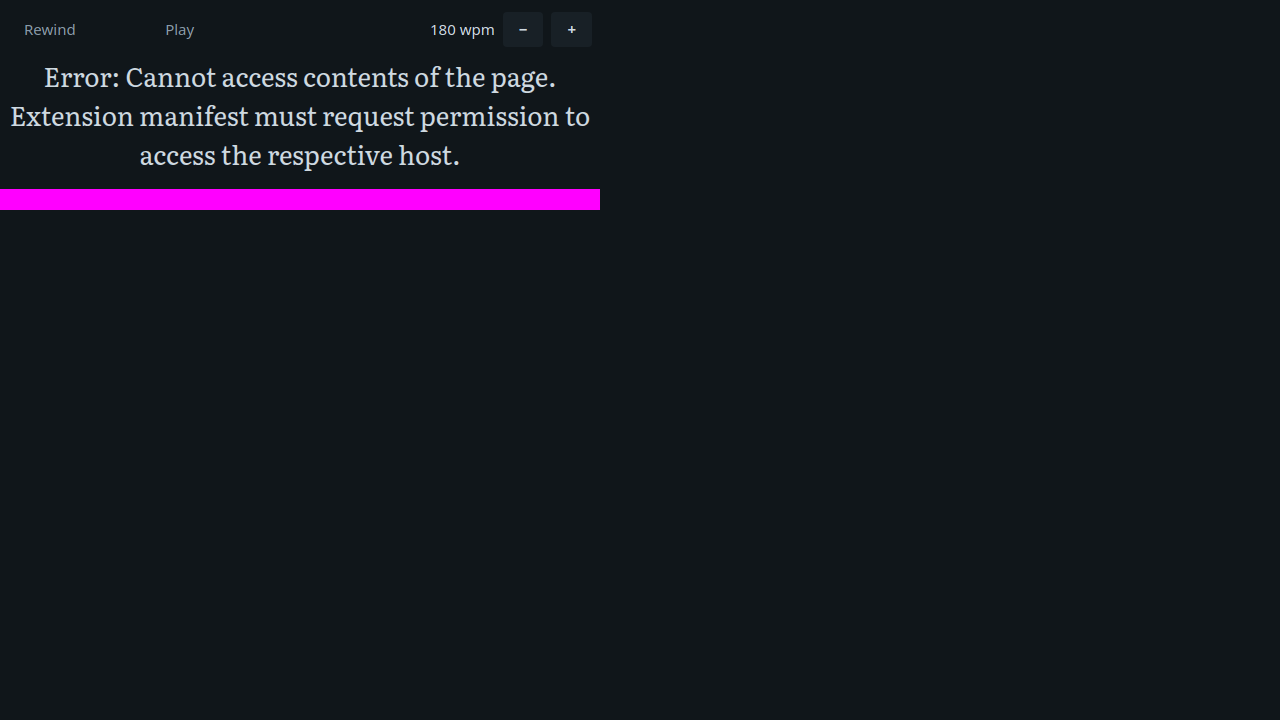 Rewind Play 180 wpm − +
Error: Cannot access contents of the page.
Extension manifest must request permission to
access the respective host.